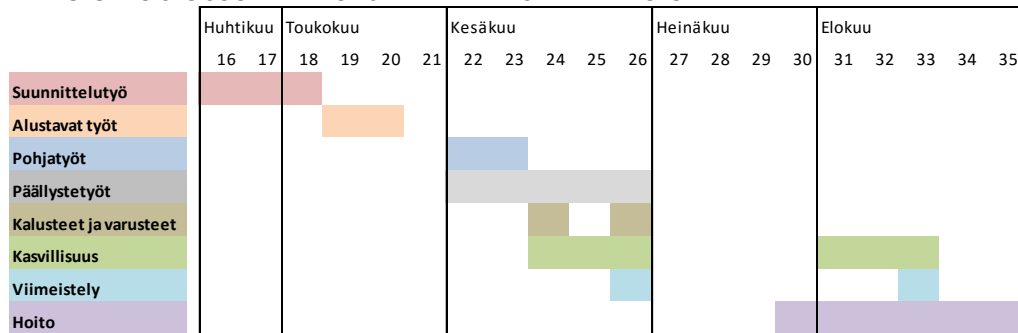 Huhtikuu Toukokuu Kesäkuu Heinäkuu Elokuu
16 17 18 19 20 21 22 23 24 25 26 27 28 29 30 31 32 33 34 35
Suunnittelutyö
Alustavat työt
Pohjatyöt
Päällystetyöt
Kalusteet ja varusteet
Kasvillisuus
Viimeistely
Hoito